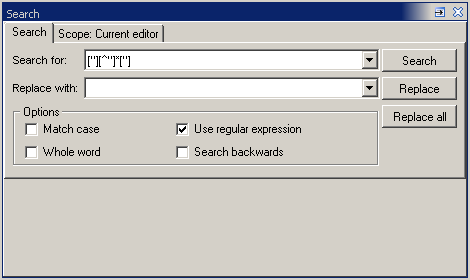 Search
Search Scope: Current editor
Search for: ["][^"]*["] Search
Replace with: Replace
Options Replace all
Match case Use regular expression
Whole word Search backwards